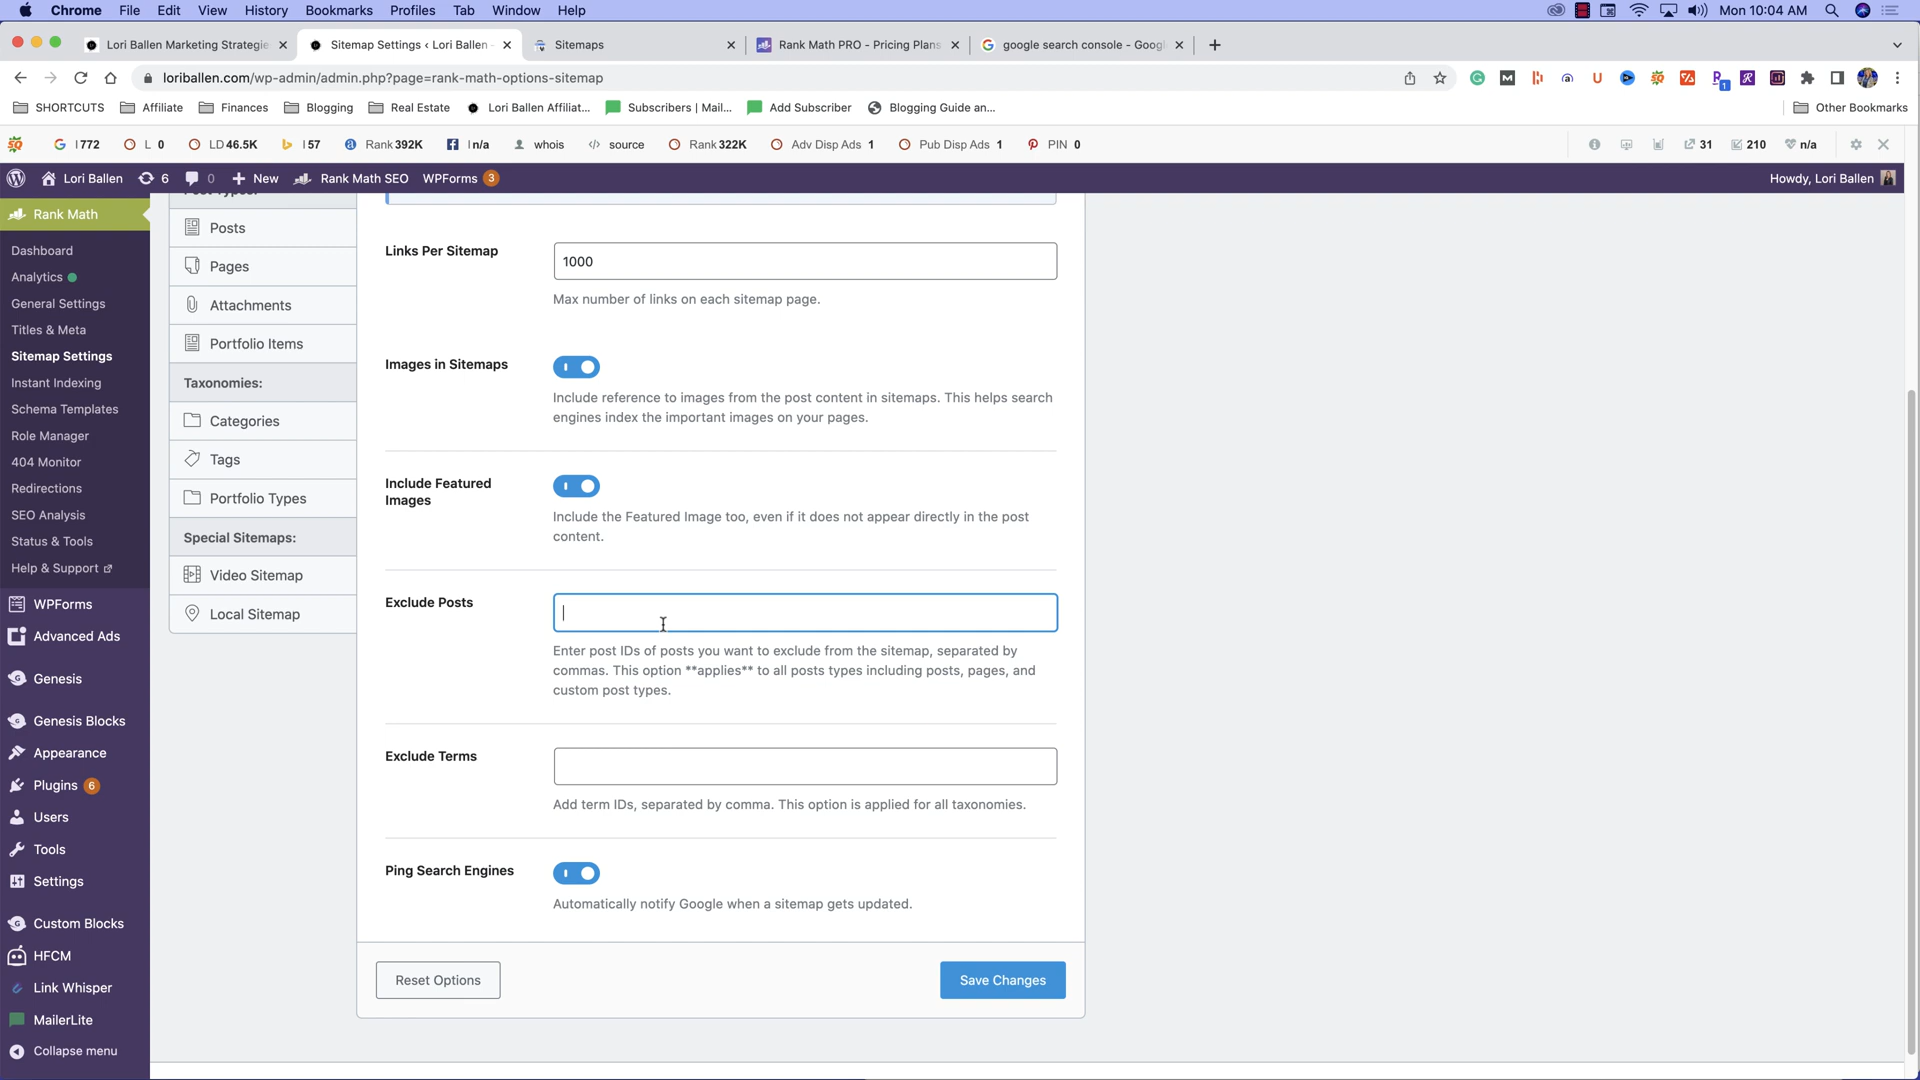 Chrome File Edit View History Bookmarks Profiles Tab Window Help Mon 10:04 AM
Lori Ballen Marketing Strategie Sitemap Settings ‹ Lori Ballen - Sitemaps Rank Math PRO - Pricing Plans google search console - Googl
loriballen.com/wp-admin/admin.php?page=rank-math-options-sitemap
SHORTCUTS Affiliate Finances Blogging Real Estate Lori Ballen Affiliat... Subscribers | Mail... Add Subscriber Blogging Guide an... Other Bookmarks
I 772 L 0 LD 46.5K I 57 Rank 392K I n/a whois source Rank 322K Adv Disp Ads 1 Pub Disp Ads 1 PIN 0 31 210 n/a
Lori Ballen 6 0 New Rank Math SEO WPForms 3 Howdy, Lori Ballen
Rank Math
Dashboard
Analytics
General Settings
Titles & Meta
Sitemap Settings
Instant Indexing
Schema Templates
Role Manager
404 Monitor
Redirections
SEO Analysis
Status & Tools
Help & Support
WPForms
Advanced Ads
Genesis
Genesis Blocks
Appearance
Plugins 6
Users
Tools
Settings
Custom Blocks
HFCM
Link Whisper
MailerLite
Collapse menu
Post Types:
Posts
Pages
Attachments
Portfolio Items
Taxonomies:
Categories
Tags
Portfolio Types
Special Sitemaps:
Video Sitemap
Local Sitemap
Links Per Sitemap
1000
Max number of links on each sitemap page.
Images in Sitemaps
Include reference to images from the post content in sitemaps. This helps search
engines index the important images on your pages.
Include Featured
Images
Include the Featured Image too, even if it does not appear directly in the post
content.
Exclude Posts
Enter post IDs of posts you want to exclude from the sitemap, separated by
commas. This option **applies** to all posts types including posts, pages, and
custom post types.
Exclude Terms
Add term IDs, separated by comma. This option is applied for all taxonomies.
Ping Search Engines
Automatically notify Google when a sitemap gets updated.
Reset Options
Save Changes